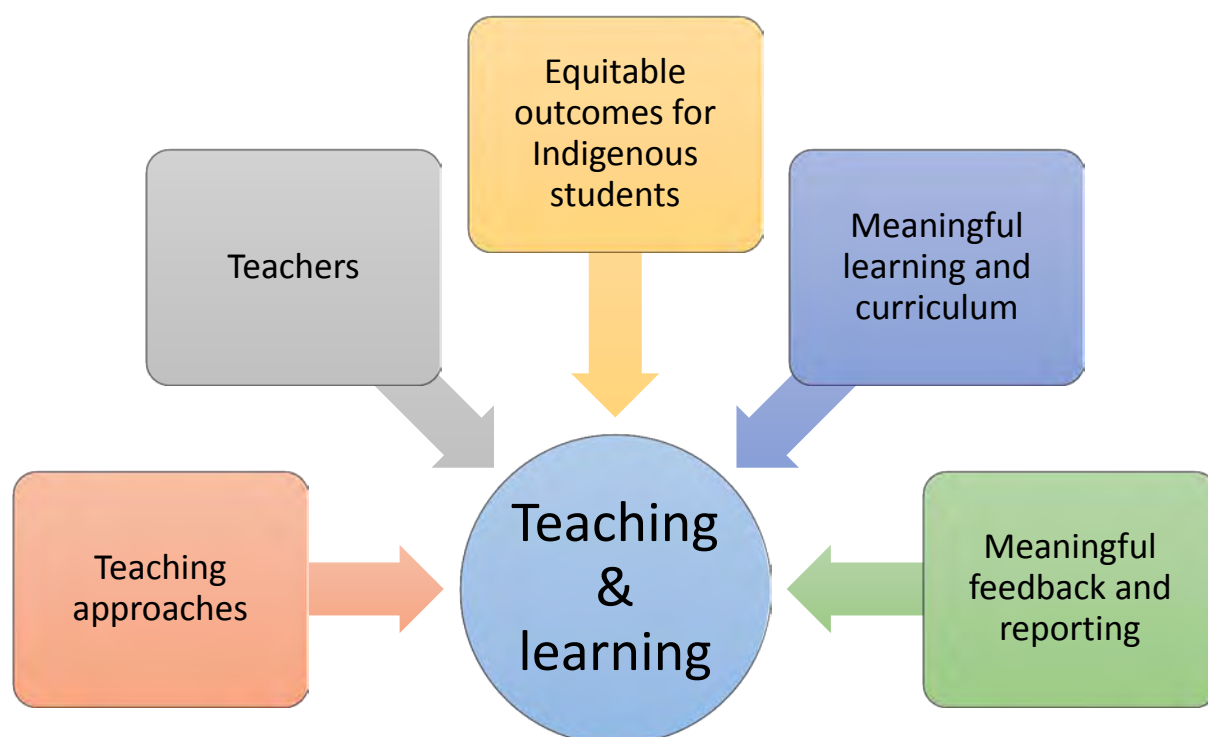 Equitable
outcomes for
Indigenous
students
Teachers
Meaningful
learning and
curriculum
Teaching
approaches
Teaching
&
learning
Meaningful
feedback and
reporting